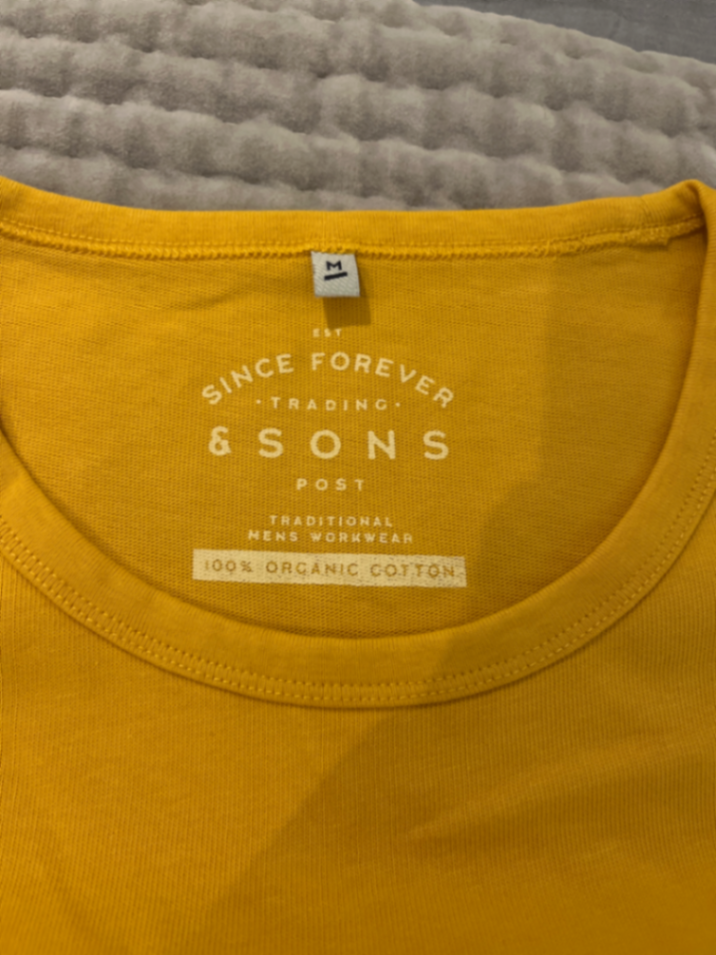 M
EST
SINCE FOREVER
· TRADING ·
& SONS
POST
TRADITIONAL
MENS WORKWEAR
100% ORGANIC COTTON